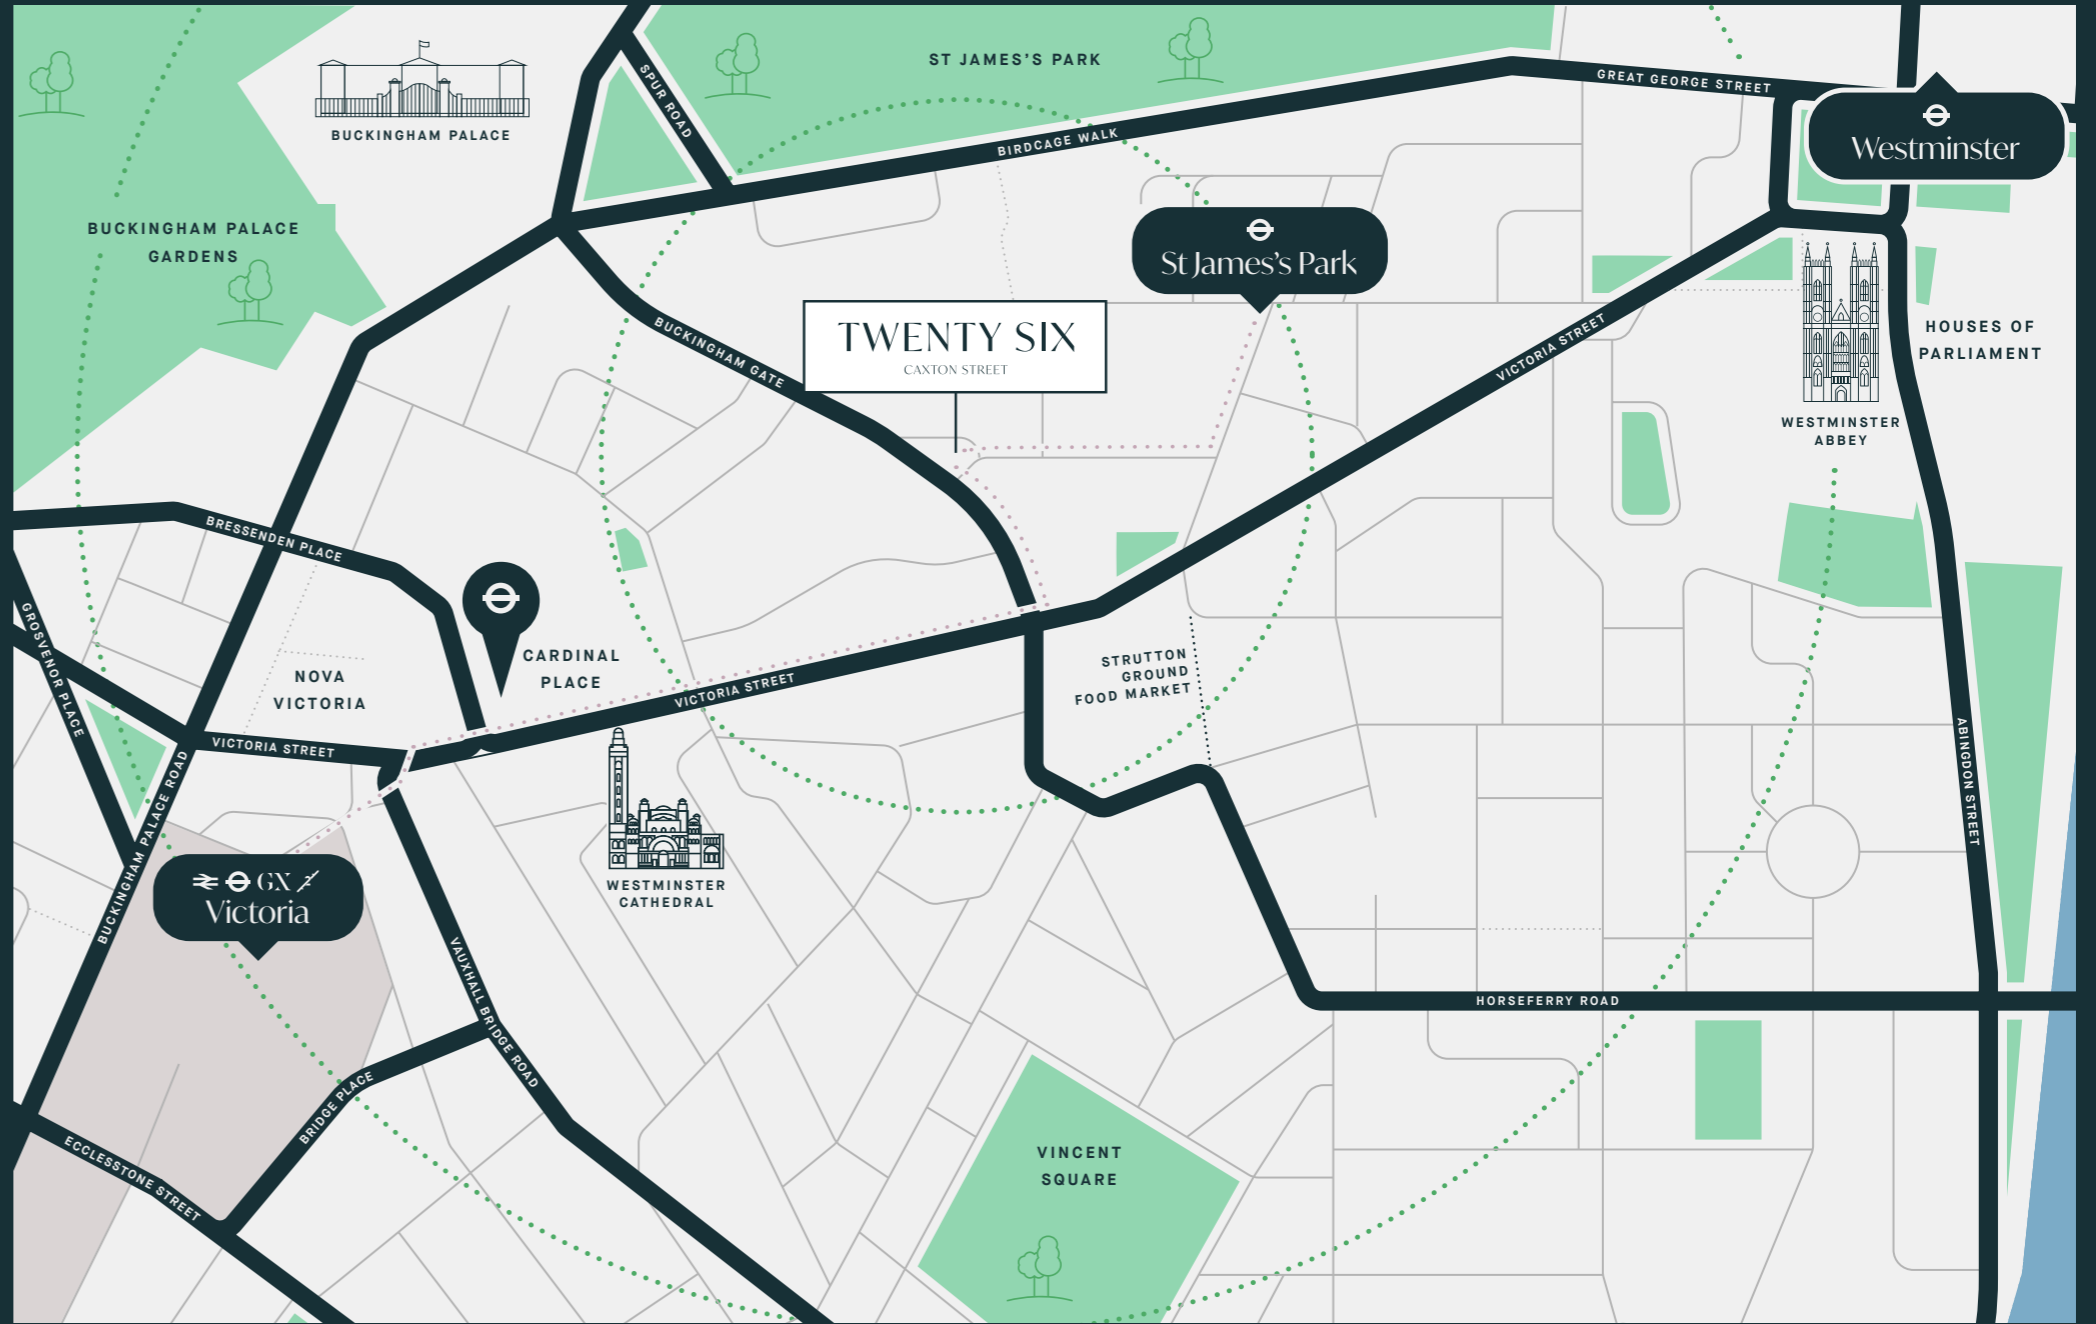 ST JAMES'S PARK
SPUR ROAD
GREAT GEORGE STREET
BUCKINGHAM PALACE
BIRDCAGE WALK
Westminster
BUCKINGHAM PALACE
GARDENS
St James's Park
TWENTY SIX
CAXTON STREET
BUCKINGHAM GATE
VICTORIA STREET
HOUSES OF
PARLIAMENT
WESTMINSTER
ABBEY
BRESSENDEN PLACE
GROSVENOR PLACE
CARDINAL
PLACE
NOVA
VICTORIA
STRUTTON
GROUND
FOOD MARKET
VICTORIA STREET
VICTORIA STREET
ABINGDON STREET
BUCKINGHAM PALACE ROAD
GX
Victoria
WESTMINSTER
CATHEDRAL
VAUXHALL BRIDGE ROAD
HORSEFERRY ROAD
BRIDGE PLACE
ECCLESSTONE STREET
VINCENT
SQUARE